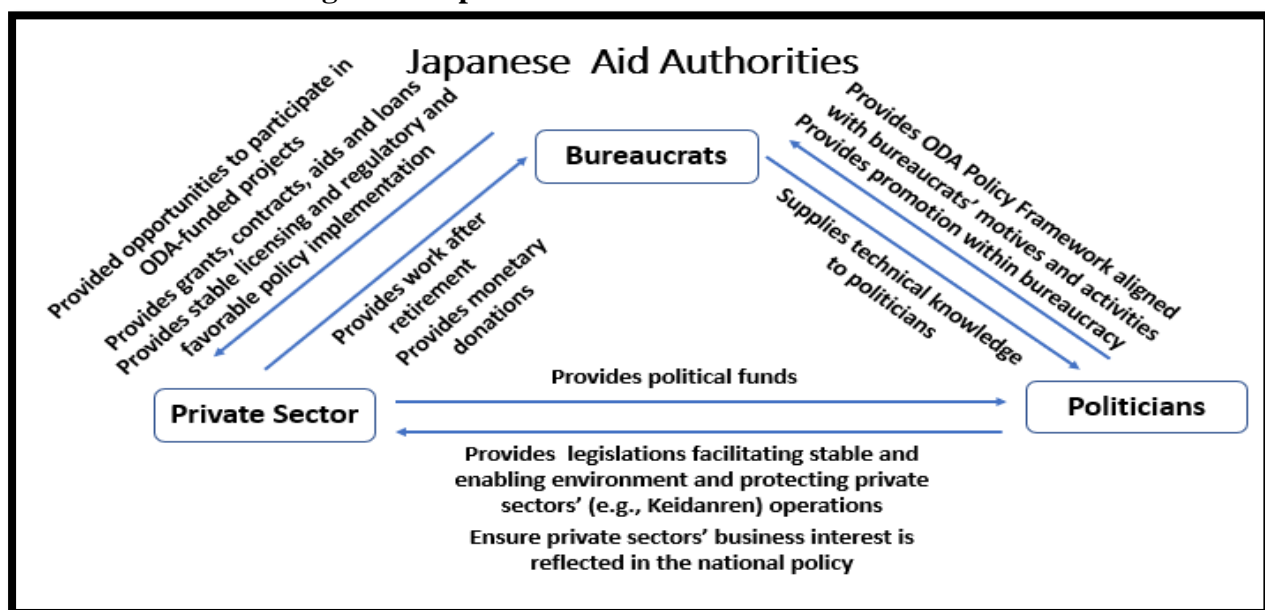 Japanese Aid Authorities
Provided opportunities to participate in
ODA-funded projects
Provides grants, contracts, aids and loans
Provides stable licensing and regulatory and
favorable policy implementation
Bureaucrats
Provides ODA Policy Framework aligned
with bureaucrats’ motives and activities
Provides promotion within bureaucracy
Provides work after
retirement
Provides monetary
donations
Supplies technical knowledge
to politicians
Private Sector
Provides political funds
Politicians
Provides legislations facilitating stable and
enabling environment and protecting private
sectors’ (e.g., Keidanren) operations
Ensure private sectors’ business interest is
reflected in the national policy